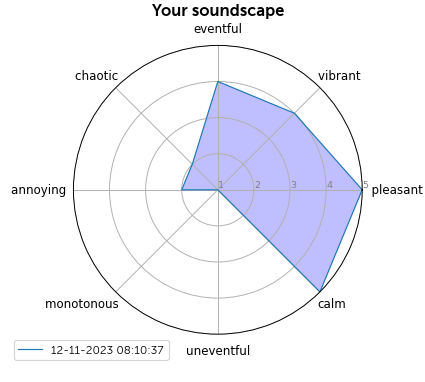 Your soundscape
eventful
chaotic
vibrant
annoying
1 2 3 4 5
pleasant
monotonous
calm
uneventful
12-11-2023 08:10:37